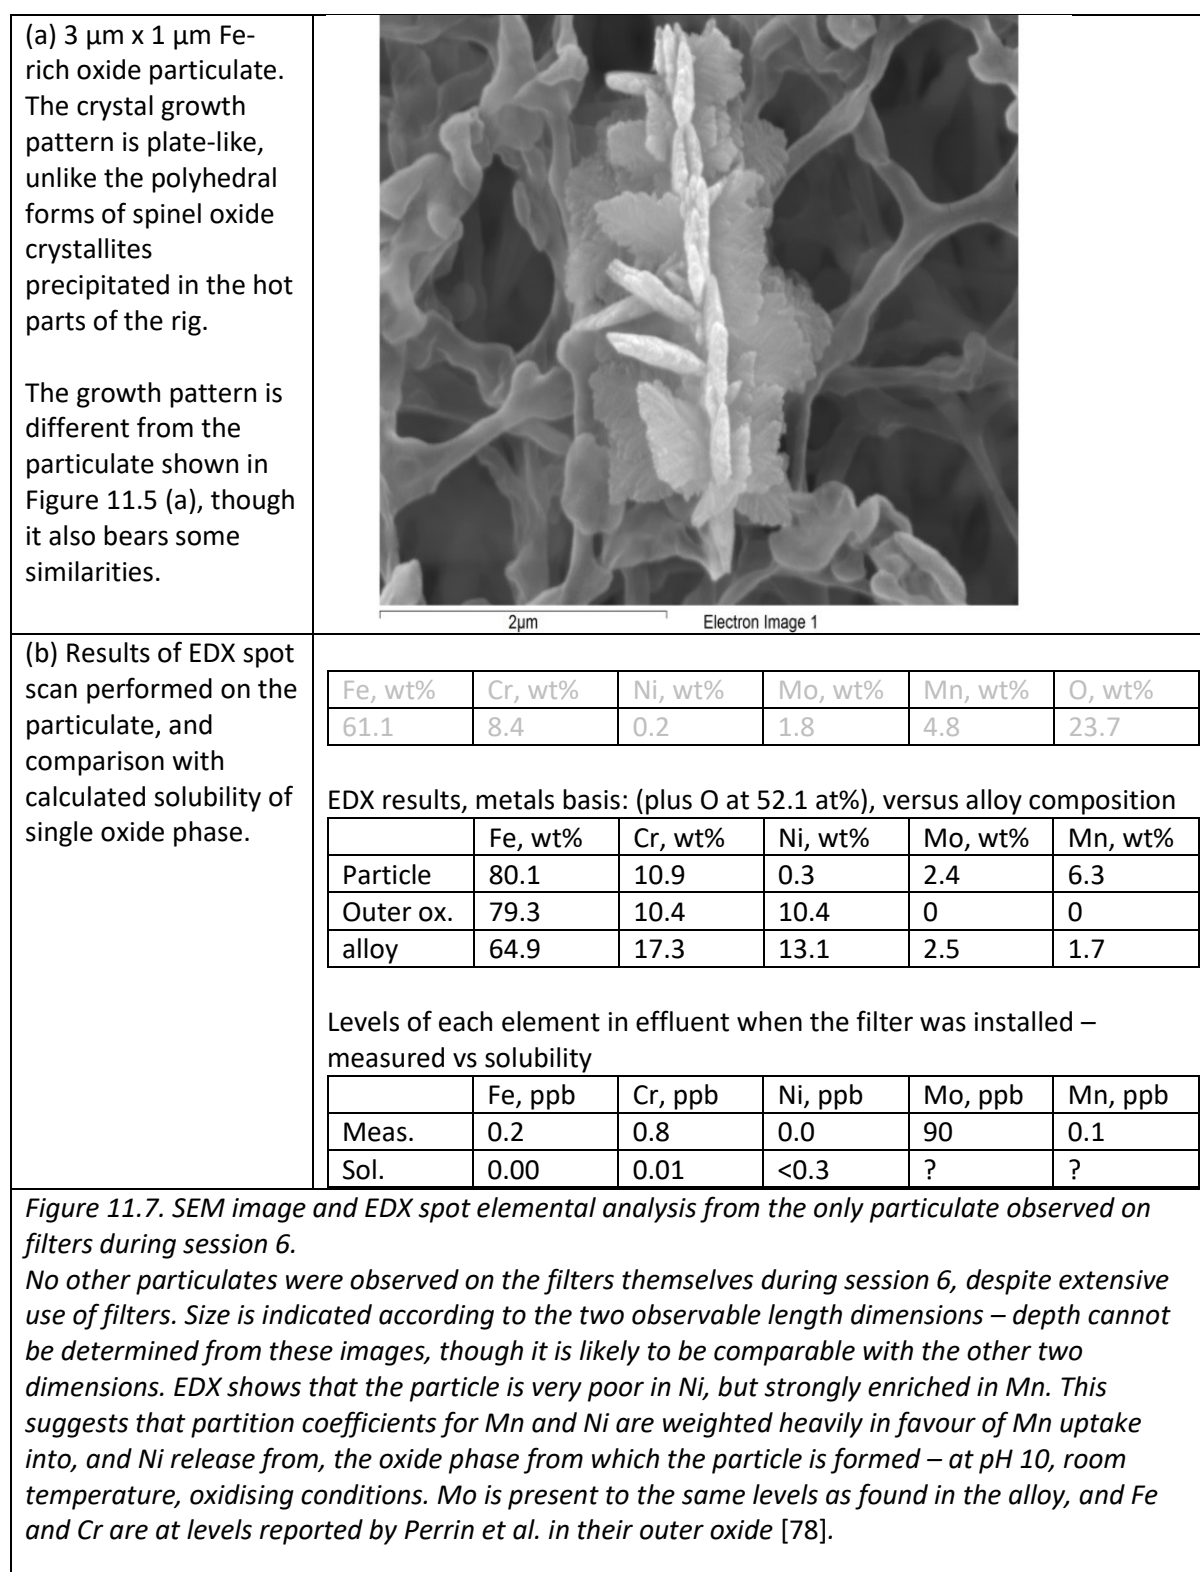 (a) 3 µm x 1 µm Fe-
rich oxide particulate.
The crystal growth
pattern is plate-like,
unlike the polyhedral
forms of spinel oxide
crystallites
precipitated in the hot
parts of the rig.
The growth pattern is
different from the
particulate shown in
Figure 11.5 (a), though
it also bears some
similarities.
2µm Electron Image 1
(b) Results of EDX spot
scan performed on the
particulate, and
comparison with
calculated solubility of
single oxide phase.
Fe, wt% Cr, wt% Ni, wt% Mo, wt% Mn, wt% O, wt%
61.1 8.4 0.2 1.8 4.8 23.7
EDX results, metals basis: (plus O at 52.1 at%), versus alloy composition
Fe, wt% Cr, wt% Ni, wt% Mo, wt% Mn, wt%
Particle 80.1 10.9 0.3 2.4 6.3
Outer ox. 79.3 10.4 10.4 0 0
alloy 64.9 17.3 13.1 2.5 1.7
Levels of each element in effluent when the filter was installed –
measured vs solubility
Fe, ppb Cr, ppb Ni, ppb Mo, ppb Mn, ppb
Meas. 0.2 0.8 0.0 90 0.1
Sol. 0.00 0.01 <0.3 ? ?
Figure 11.7. SEM image and EDX spot elemental analysis from the only particulate observed on
filters during session 6.
No other particulates were observed on the filters themselves during session 6, despite extensive
use of filters. Size is indicated according to the two observable length dimensions – depth cannot
be determined from these images, though it is likely to be comparable with the other two
dimensions. EDX shows that the particle is very poor in Ni, but strongly enriched in Mn. This
suggests that partition coefficients for Mn and Ni are weighted heavily in favour of Mn uptake
into, and Ni release from, the oxide phase from which the particle is formed – at pH 10, room
temperature, oxidising conditions. Mo is present to the same levels as found in the alloy, and Fe
and Cr are at levels reported by Perrin et al. in their outer oxide [78].